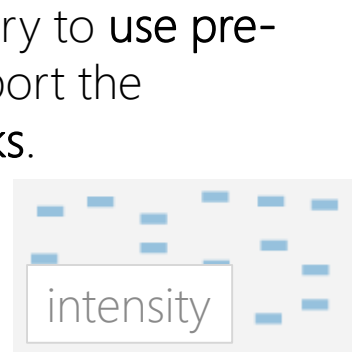 ry to use pre-
port the
ks.
intensity